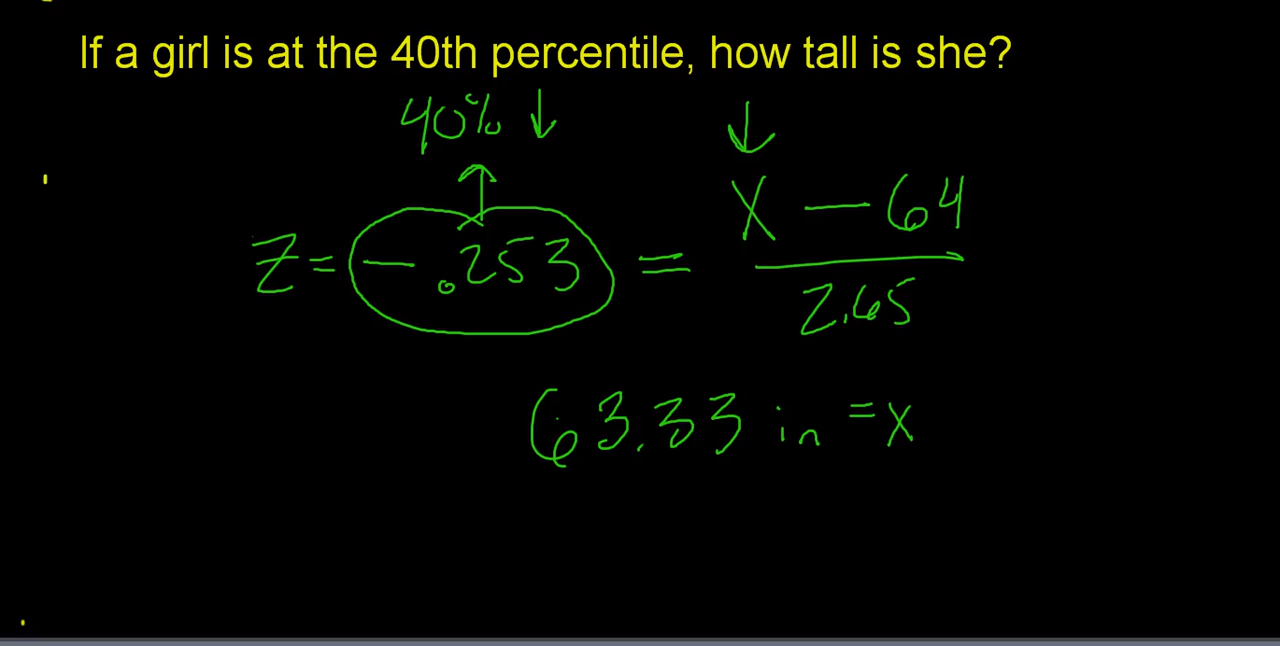 If a girl is at the 40th percentile, how tall is she?
40% ↓
↓
Z = -.253 = X - 64 / 2.65
63.33 in = X